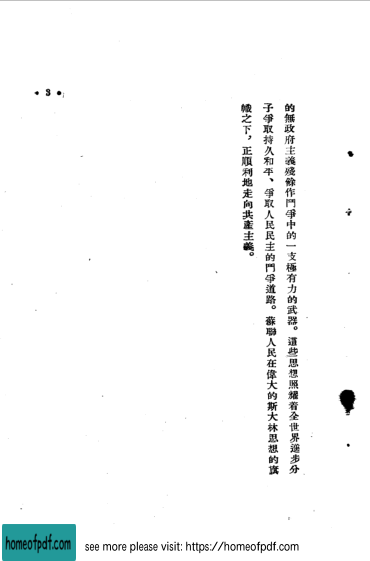 的無政府主義殘餘作鬥爭中的一支極有力的武器。這些思想照耀着全世界進步分
子爭取持久和平、爭取人民民主的鬥爭道路。蘇聯人民在偉大的斯大林思想的旗
幟之下，正順利地走向共產主義。
• 3 •
homeofpdf.com
see more please visit: https://homeofpdf.com